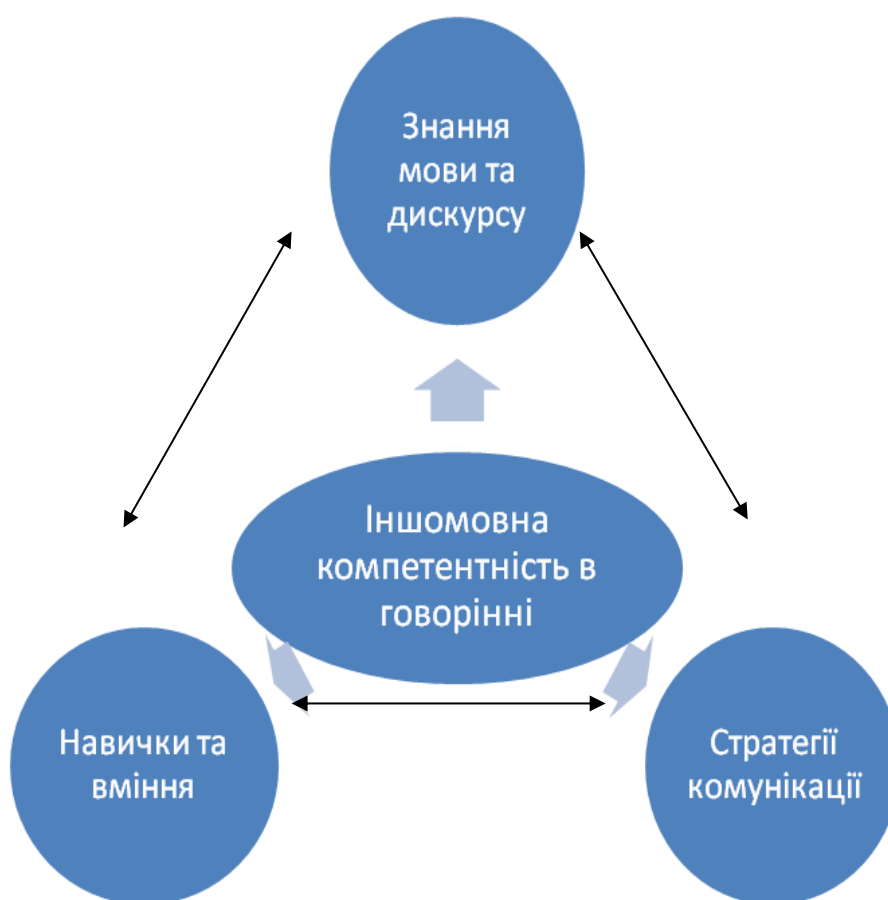 Знання
мови та
дискурсу
Іншомовна
компетентність в
говорінні
Навички та
вміння
Стратегії
комунікації